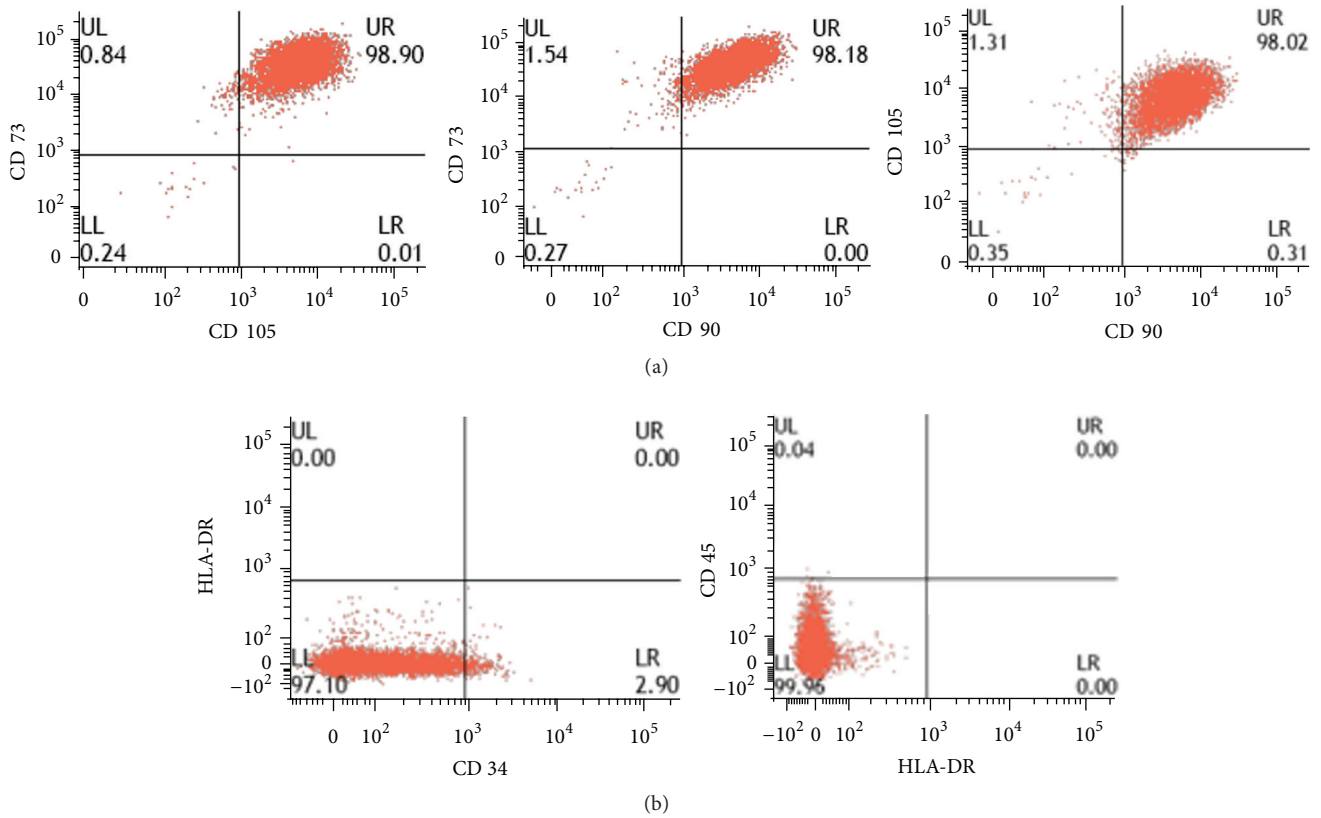 UL
0.84
UR
98.90
LL
0.24
LR
0.01
10^5
10^4
10^3
10^2
0
CD 73
0 10^2 10^3 10^4 10^5
CD 105
UL
1.54
UR
98.18
LL
0.27
LR
0.00
10^5
10^4
10^3
10^2
0
CD 73
0 10^2 10^3 10^4 10^5
CD 90
UL
1.31
UR
98.02
LL
0.35
LR
0.31
10^5
10^4
10^3
10^2
0
CD 105
0 10^2 10^3 10^4 10^5
CD 90
(a)
UL
0.00
UR
0.00
LL
97.10
LR
2.90
10^5
10^4
10^3
10^2
0
−10^2
HLA-DR
0 10^2 10^3 10^4 10^5
CD 34
UL
0.04
UR
0.00
LL
99.96
LR
0.00
10^5
10^4
10^3
10^2
0
−10^2
CD 45
−10^2 0 10^2 10^3 10^4 10^5
HLA-DR
(b)